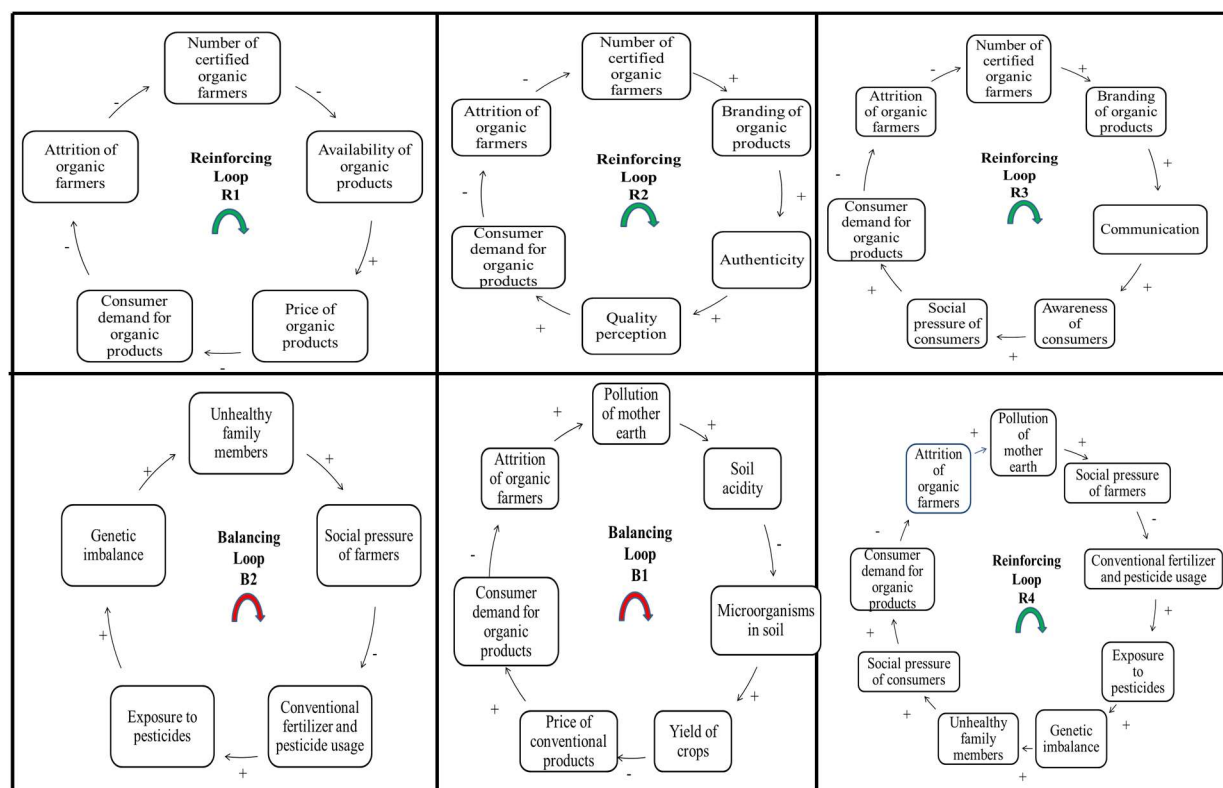 Number of
certified
organic
farmers
-
-
Attrition of
organic
farmers
Availability of
organic
products
Reinforcing
Loop
R1
-
+
Consumer
demand for
organic products
Price of
organic
products
-
Number of
certified organic
farmers
-
+
Attrition of
organic
farmers
Branding of
organic
products
Reinforcing
Loop
R2
-
+
Consumer
demand for
organic
products
Authenticity
+
+
Quality
perception
Number of
certified
organic
farmers
-
+
Attrition
of organic
farmers
Branding
of organic
products
Reinforcing
Loop
R3
-
+
Consumer
demand for
organic
products
Communication
+
+
Social
pressure of
consumers
Awareness of
consumers
+
Unhealthy
family
members
+
+
Genetic
imbalance
Social pressure
of farmers
Balancing
Loop
B2
+
-
Exposure to
pesticides
Conventional
fertilizer and
pesticide usage
+
Pollution
of mother
earth
+
+
Attrition
of organic
farmers
Soil
acidity
Balancing
Loop
B1
-
-
Consumer
demand for
organic
products
Microorganisms
in soil
+
+
Price of
conventional
products
Yield of
crops
-
Pollution
of
mother
earth
+
+
Attrition
of
organic
farmers
Social pressure
of farmers
-
-
Consumer
demand for
organic
products
Conventional fertilizer
and pesticide usage
Reinforcing
Loop
R4
+
+
Social pressure
of consumers
Exposure
to
pesticides
+
+
Unhealthy
family
members
Genetic
imbalance
+